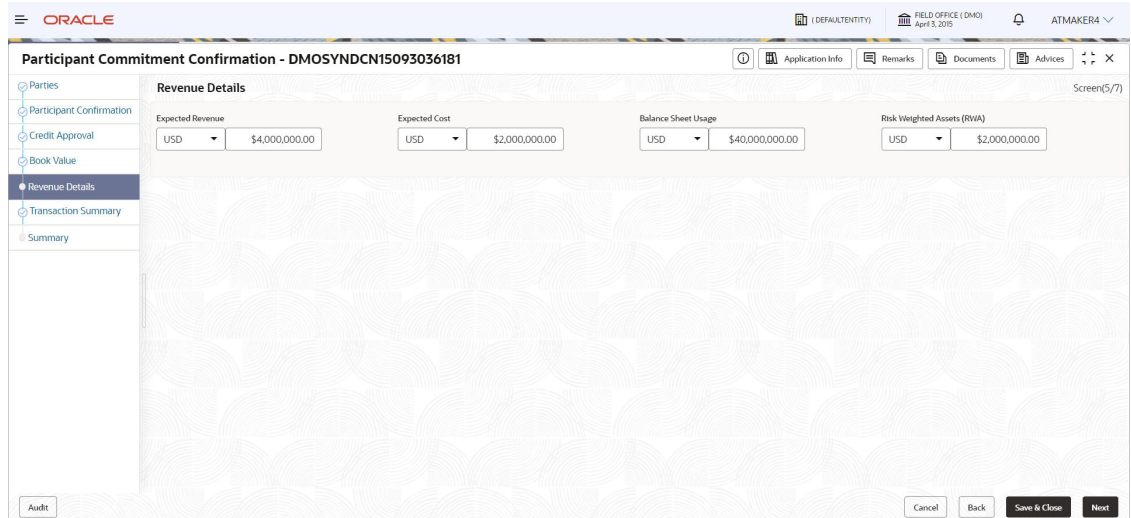 ORACLE
( DEFAULTENTITY)
FIELD OFFICE ( DMO)
April 3, 2015
ATMAKER4
Participant Commitment Confirmation - DMOSYNDCN15093036181
Application Info
Remarks
Documents
Advices
Parties
Participant Confirmation
Credit Approval
Book Value
Revenue Details
Transaction Summary
Summary
Revenue Details
Screen(5/7)
Expected Revenue
Expected Cost
Balance Sheet Usage
Risk Weighted Assets (RWA)
USD $4,000,000.00
USD $2,000,000.00
USD $40,000,000.00
USD $2,000,000.00
Audit
Cancel
Back
Save & Close
Next